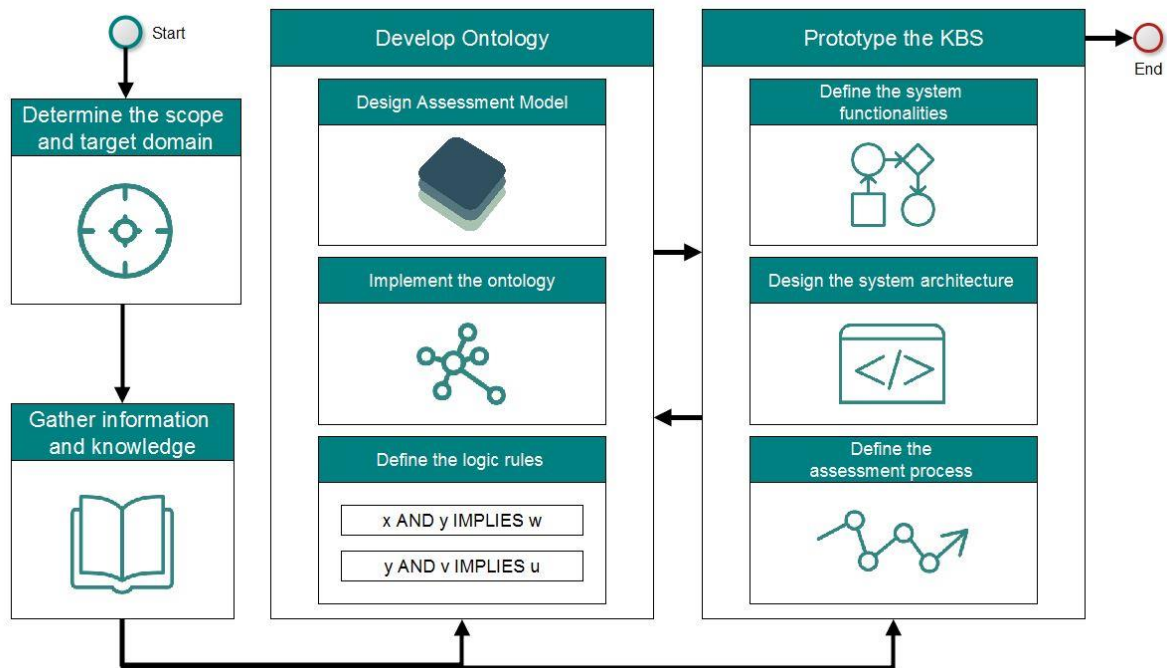 Start
Determine the scope
and target domain
Gather information
and knowledge
Develop Ontology
Design Assessment Model
Implement the ontology
Define the logic rules
x AND y IMPLIES w
y AND v IMPLIES u
Prototype the KBS
Define the system
functionalities
Design the system architecture
</>
Define the
assessment process
End